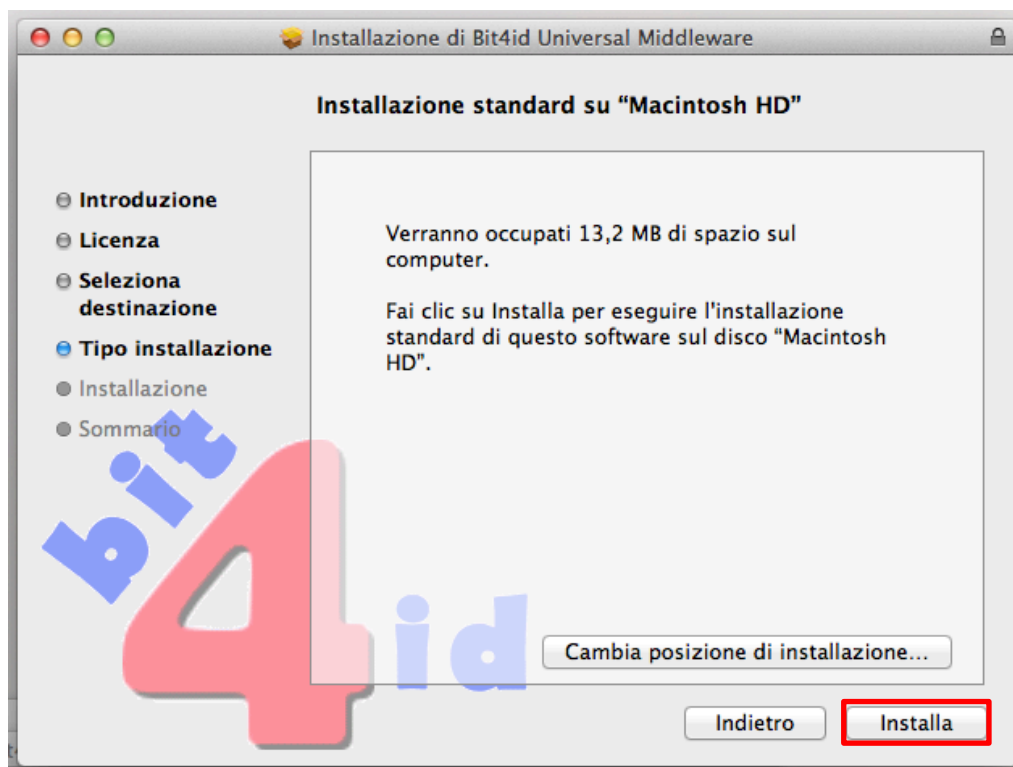 Installazione di Bit4id Universal Middleware
Installazione standard su “Macintosh HD”
Introduzione
Licenza
Seleziona
destinazione
Tipo installazione
Installazione
Sommario
Verranno occupati 13,2 MB di spazio sul
computer.
Fai clic su Installa per eseguire l'installazione
standard di questo software sul disco “Macintosh
HD”.
bit
4
id
Cambia posizione di installazione...
Indietro
Installa